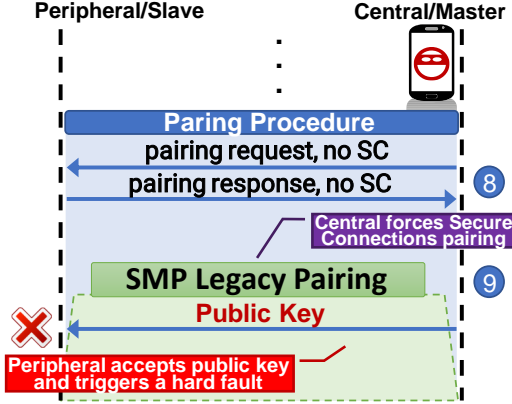 Peripheral/Slave
Central/Master
Paring Procedure
pairing request, no SC
pairing response, no SC
8
Central forces Secure
Connections pairing
SMP Legacy Pairing
9
Public Key
Peripheral accepts public key
and triggers a hard fault